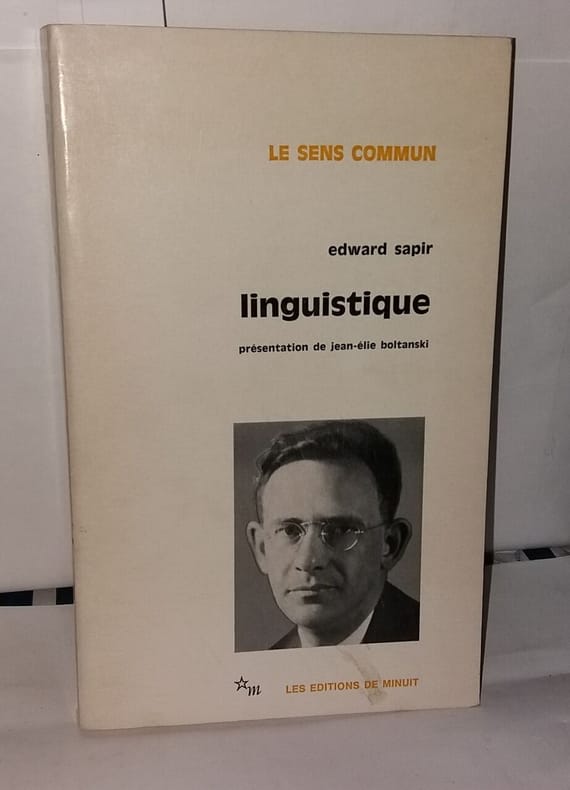 LE SENS COMMUN
edward sapir
linguistique
présentation de jean-élie boltanski
m
LES EDITIONS DE MINUIT